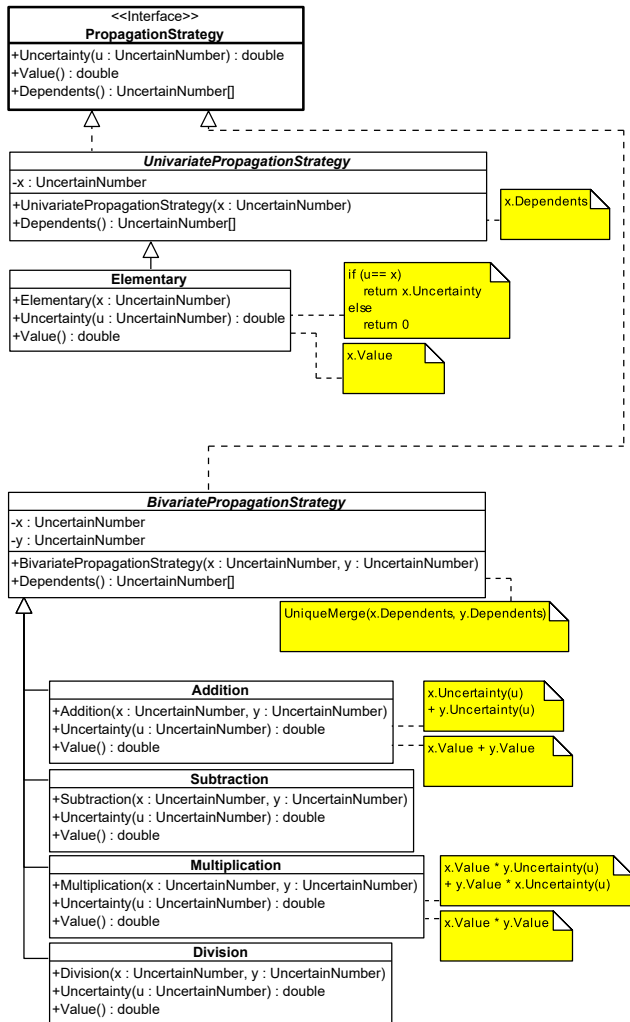 <<Interface>>
PropagationStrategy
+Uncertainty(u : UncertainNumber) : double
+Value() : double
+Dependents() : UncertainNumber[]
UnivariatePropagationStrategy
-x : UncertainNumber
+UnivariatePropagationStrategy(x : UncertainNumber)
+Dependents() : UncertainNumber[]
x.Dependents
Elementary
+Elementary(x : UncertainNumber)
+Uncertainty(u : UncertainNumber) : double
+Value() : double
if (u== x)
return x.Uncertainty
else
return 0
x.Value
BivariatePropagationStrategy
-x : UncertainNumber
-y : UncertainNumber
+BivariatePropagationStrategy(x : UncertainNumber, y : UncertainNumber)
+Dependents() : UncertainNumber[]
UniqueMerge(x.Dependents, y.Dependents)
Addition
+Addition(x : UncertainNumber, y : UncertainNumber)
+Uncertainty(u : UncertainNumber) : double
+Value() : double
x.Uncertainty(u)
+ y.Uncertainty(u)
x.Value + y.Value
Subtraction
+Subtraction(x : UncertainNumber, y : UncertainNumber)
+Uncertainty(u : UncertainNumber) : double
+Value() : double
Multiplication
+Multiplication(x : UncertainNumber, y : UncertainNumber)
+Uncertainty(u : UncertainNumber) : double
+Value() : double
x.Value * y.Uncertainty(u)
+ y.Value * x.Uncertainty(u)
x.Value * y.Value
Division
+Division(x : UncertainNumber, y : UncertainNumber)
+Uncertainty(u : UncertainNumber) : double
+Value() : double